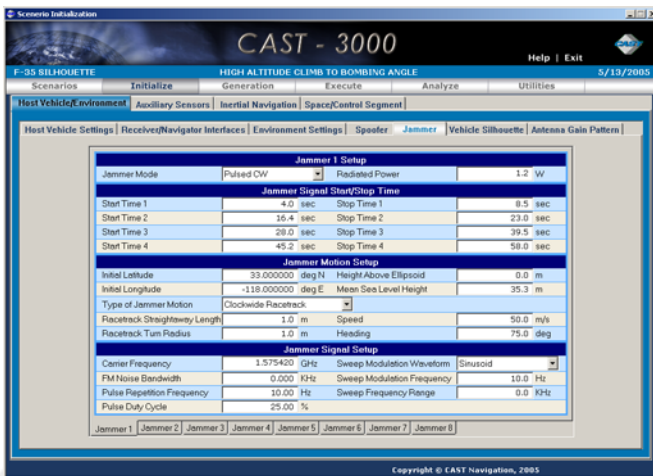 Scenerio Initialization
CAST - 3000
CAST
Help | Exit
F-35 SILHOUETTE HIGH ALTITUDE CLIMB TO BOMBING ANGLE 5/13/2005
Scenarios Initialize Generation Execute Analyze Utilities
Host Vehicle/Environment Auxiliary Sensors Inertial Navigation Space/Control Segment
Host Vehicle Settings Receiver/Navigator Interfaces Environment Settings Spoofer Jammer Vehicle Silhouette Antenna Gain Pattern
Jammer 1 Setup
Jammer Mode Pulsed CW Radiated Power 1.2 W
Jammer Signal Start/Stop Time
Start Time 1 4.0 sec Stop Time 1 8.5 sec
Start Time 2 16.4 sec Stop Time 2 23.0 sec
Start Time 3 28.0 sec Stop Time 3 39.5 sec
Start Time 4 45.2 sec Stop Time 4 58.0 sec
Jammer Motion Setup
Initial Latitude 33.000000 deg N Height Above Ellipsoid 0.0 m
Initial Longitude -118.000000 deg E Mean Sea Level Height 35.3 m
Type of Jammer Motion Clockwide Racetrack
Racetrack Straightaway Length 1.0 m Speed 50.0 m/s
Racetrack Turn Radius 1.0 m Heading 75.0 deg
Jammer Signal Setup
Carrier Frequency 1.575420 GHz Sweep Modulation Waveform Sinusoid
FM Noise Bandwidth 0.000 KHz Sweep Modulation Frequency 10.0 Hz
Pulse Repetition Frequency 10.00 Hz Sweep Frequency Range 0.0 KHz
Pulse Duty Cycle 25.00 %
Jammer 1 Jammer 2 Jammer 3 Jammer 4 Jammer 5 Jammer 6 Jammer 7 Jammer 8
Copyright © CAST Navigation, 2005